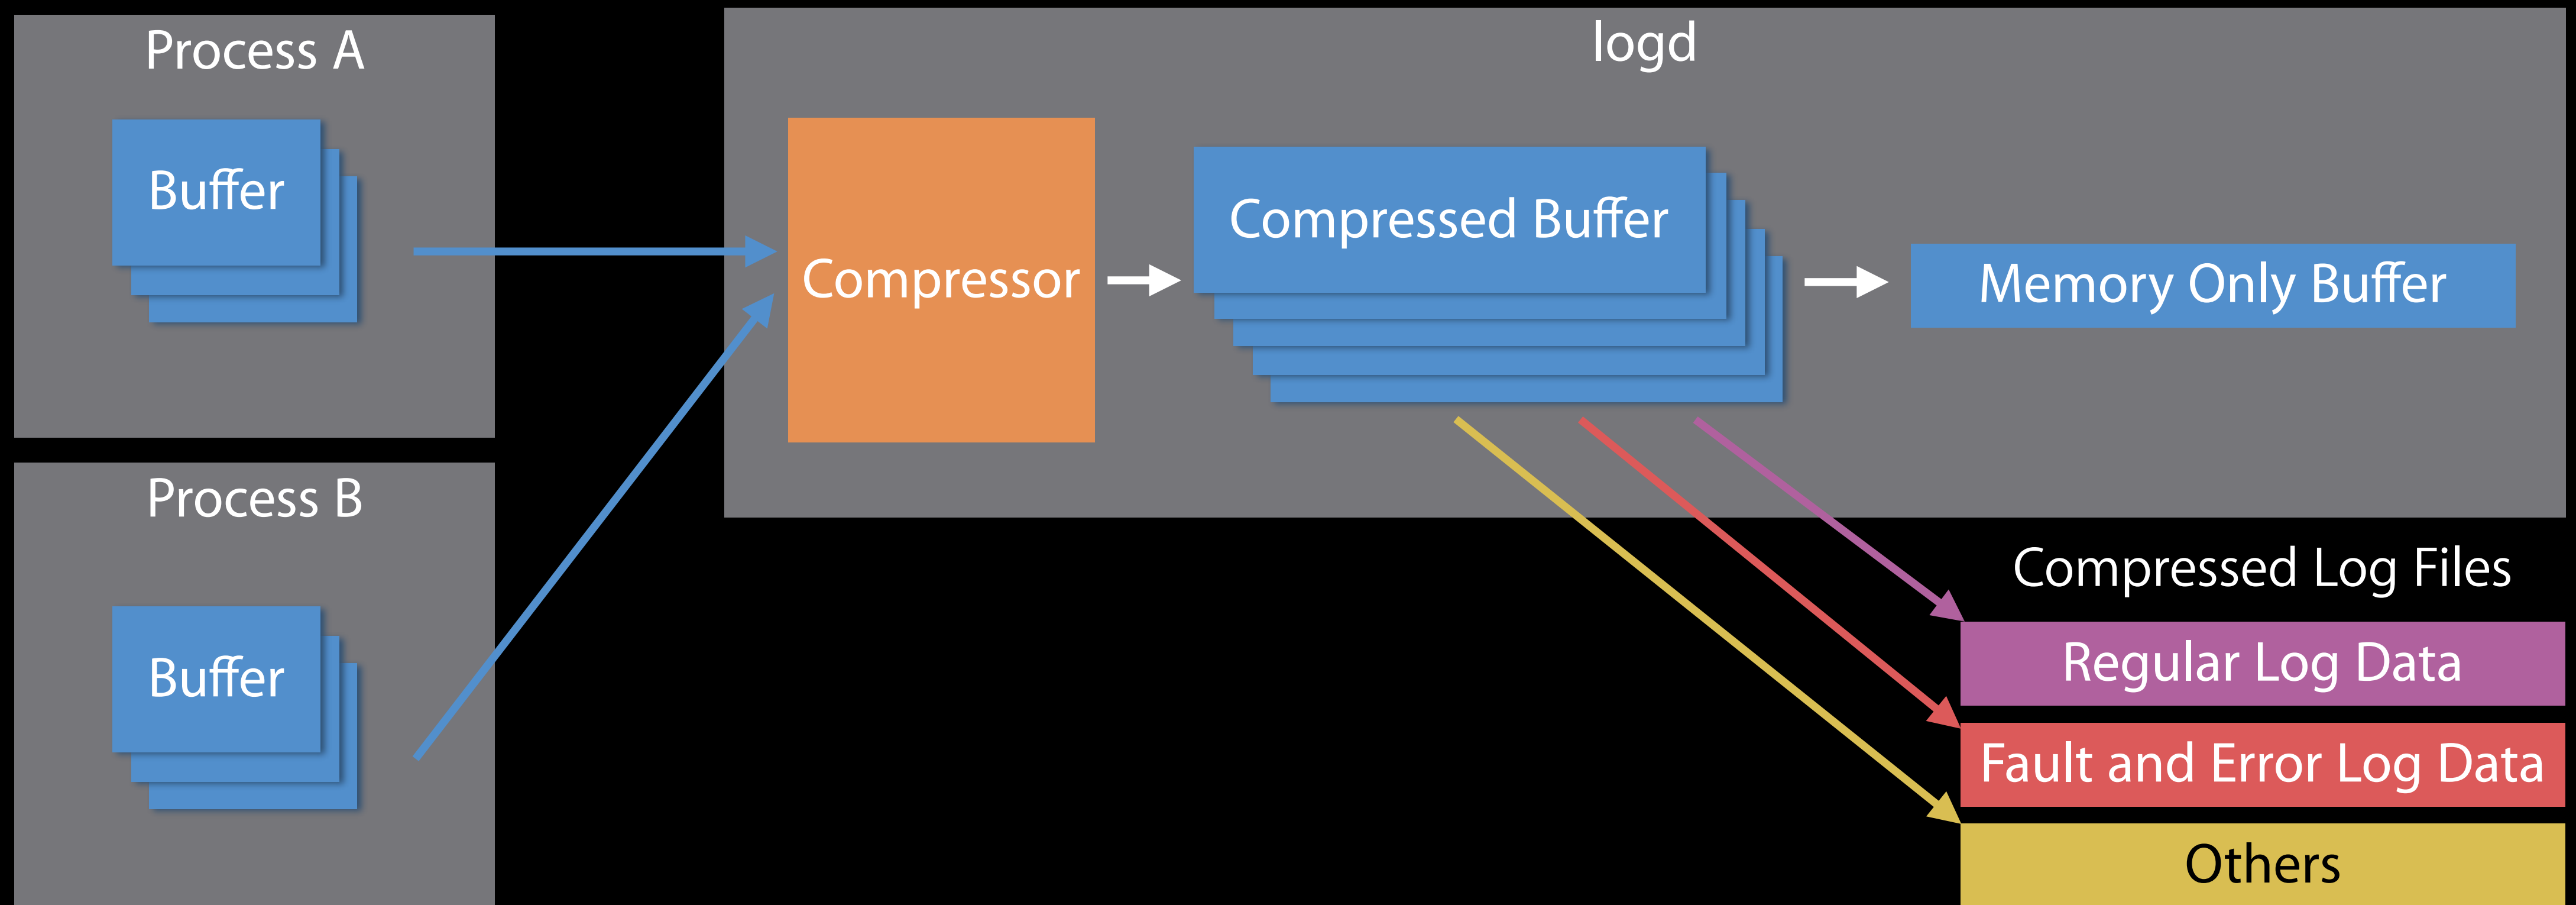 Process A
Buffer
Process B
Buffer
logd
Compressor
Compressed Buffer
Memory Only Buffer
Compressed Log Files
Regular Log Data
Fault and Error Log Data
Others